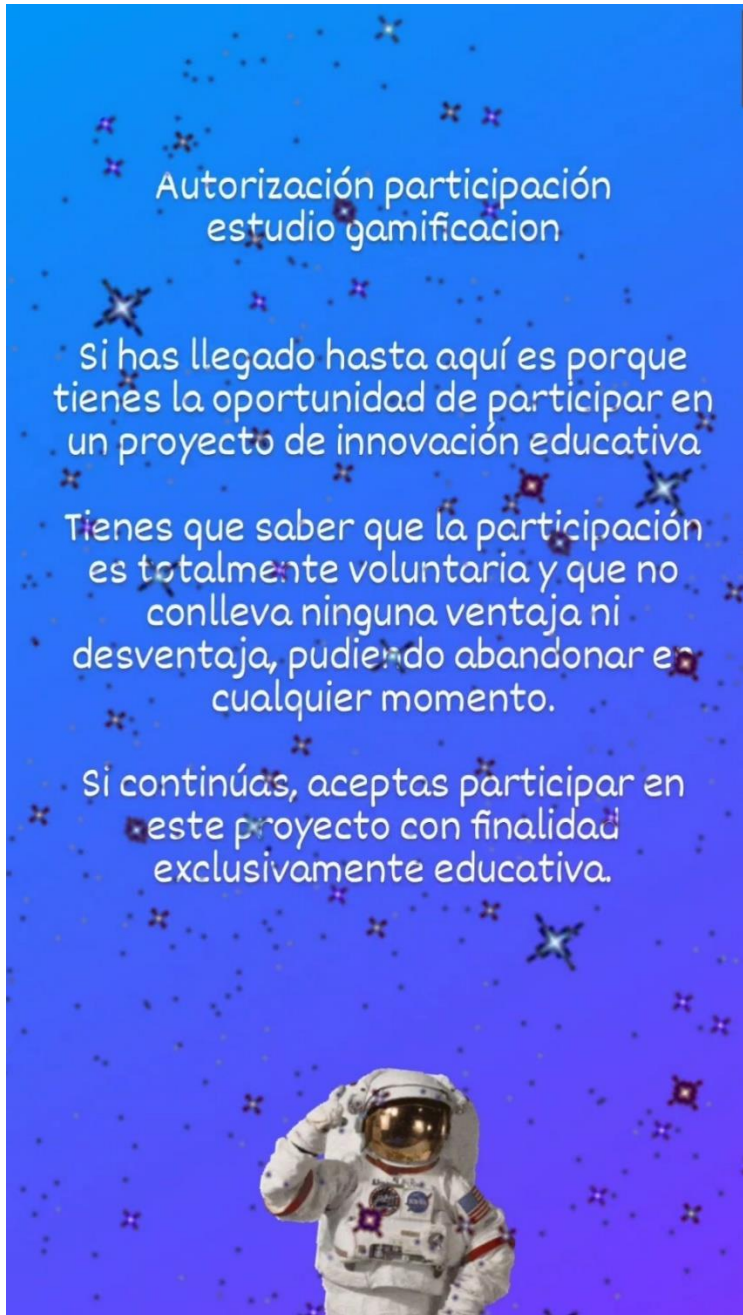 Autorización participación
estudio gamificacion
Si has llegado hasta aquí es porque
tienes la oportunidad de participar en
un proyecto de innovación educativa
Tienes que saber que la participación
es totalmente voluntaria y que no
conlleva ninguna ventaja ni
desventaja, pudiendo abandonar en
cualquier momento.
Si continúas, aceptas participar en
este proyecto con finalidad
exclusivamente educativa.